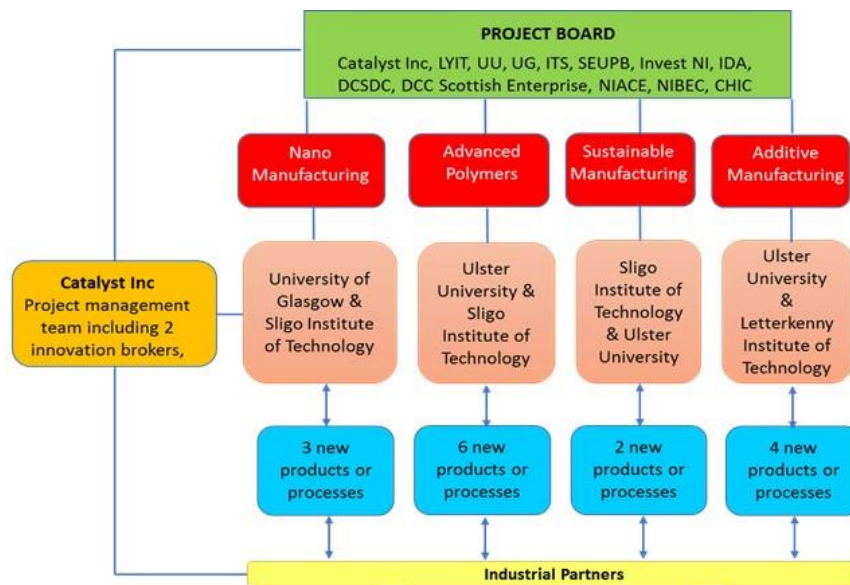 PROJECT BOARD
Catalyst Inc, LYIT, UU, UG, ITS, SEUPB, Invest NI, IDA,
DCSDC, DCC Scottish Enterprise, NIACE, NIBEC, CHIC
Nano
Manufacturing
Advanced
Polymers
Sustainable
Manufacturing
Additive
Manufacturing
Catalyst Inc
Project management
team including 2
innovation brokers,
University of
Glasgow &
Sligo Institute
of Technology
Ulster
University &
Sligo
Institute of
Technology
Sligo
Institute of
Technology
& Ulster
University
Ulster
University
&
Letterkenny
Institute of
Technology
3 new
products or
processes
6 new
products or
processes
2 new
products or
processes
4 new
products or
processes
Industrial Partners